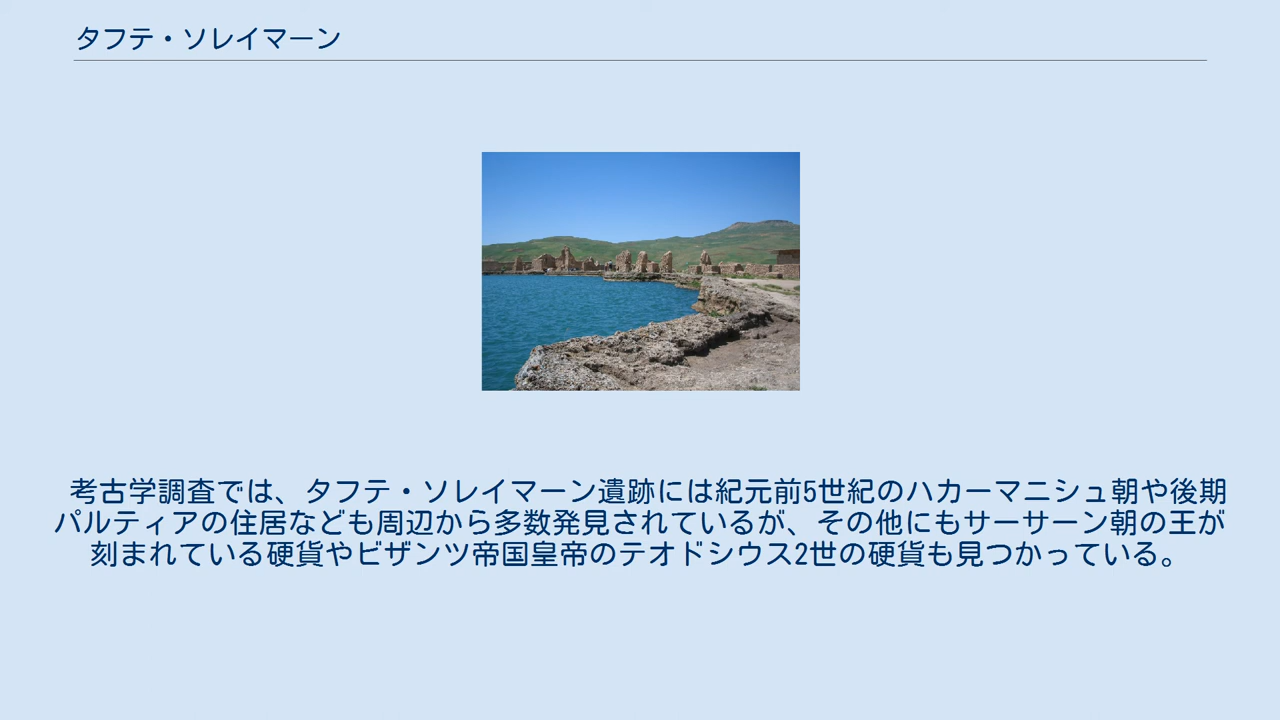 タフテ・ソレイマーン
考古学調査では、タフテ・ソレイマーン遺跡には紀元前5世紀のハカーマニシュ朝や後期
パルティアの住居なども周辺から多数発見されているが、その他にもサーサーン朝の王が
刻まれている硬貨やビザンツ帝国皇帝のテオドシウス2世の硬貨も見つかっている。